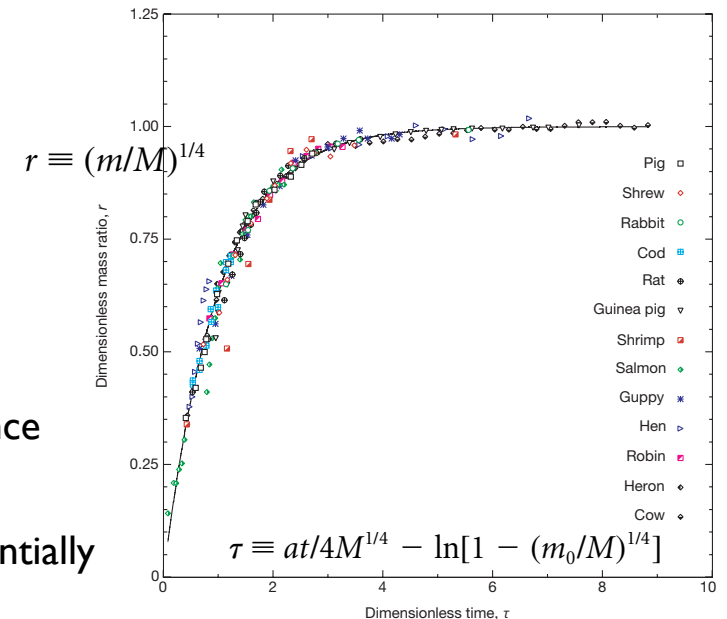 1.25
1.00
0.75
0.50
0.25
0
0 2 4 6 8 10
Dimensionless mass ratio, r
Dimensionless time, τ
r ≡ (m/M)^{1/4}
Pig
Shrew
Rabbit
Cod
Rat
Guinea pig
Shrimp
Salmon
Guppy
Hen
Robin
Heron
Cow
nce
ntially
τ ≡ at/4M^{1/4} − ln[1 − (m₀/M)^{1/4}]